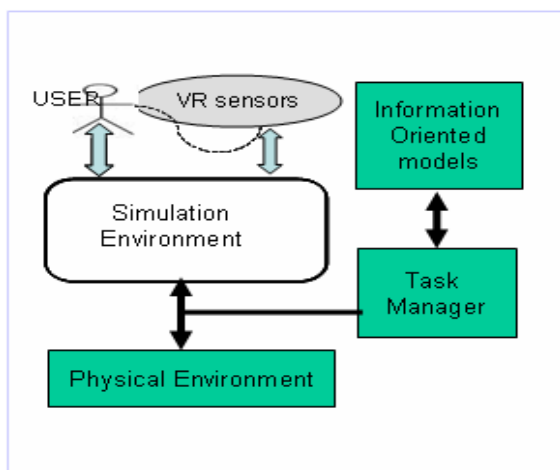 USER
VR sensors
Information
Oriented
models
Simulation
Environment
Task
Manager
Physical Environment